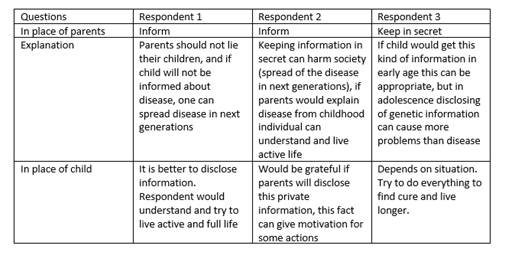 Questions Respondent 1 Respondent 2 Respondent 3
In place of parents Inform Inform Keep in secret
Explanation
Parents should not lie
their children, and if
child will not be
informed about
disease, one can
spread disease in next
generations
Keeping information in
secret can harm society
(spread of the disease
in next generations), if
parents would explain
disease from childhood
individual can
understand and live
active life
If child would get this
kind of information in
early age this can be
appropriate, but in
adolescence disclosing
of genetic information
can cause more
problems than disease
In place of child
It is better to disclose
information.
Respondent would
understand and try to
live active and full life
Would be grateful if
parents will disclose
this private
information, this fact
can give motivation for
some actions
Depends on situation.
Try to do everything to
find cure and live
longer.